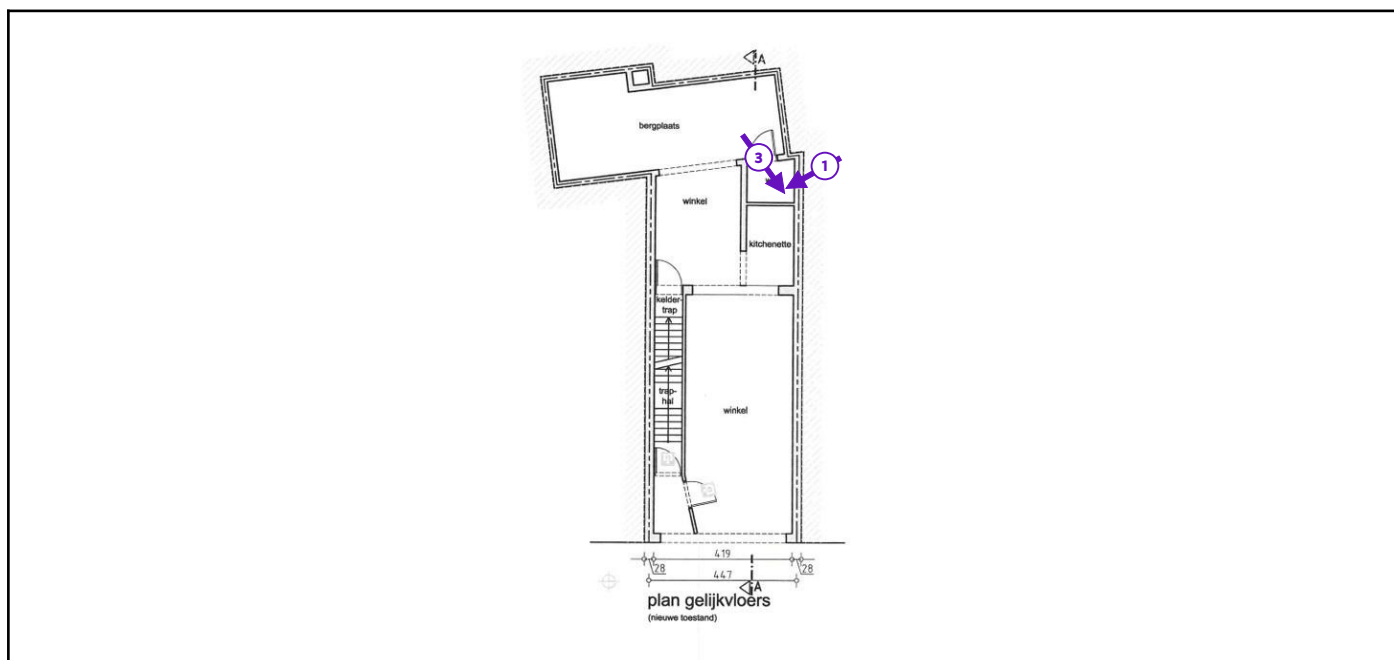 A
bergplaats
3
1
winkel
kitchenette
kelder-
trap
trap-
hal
winkel
419
28
28
447
A
plan gelijkvloers
(nieuwe toestand)